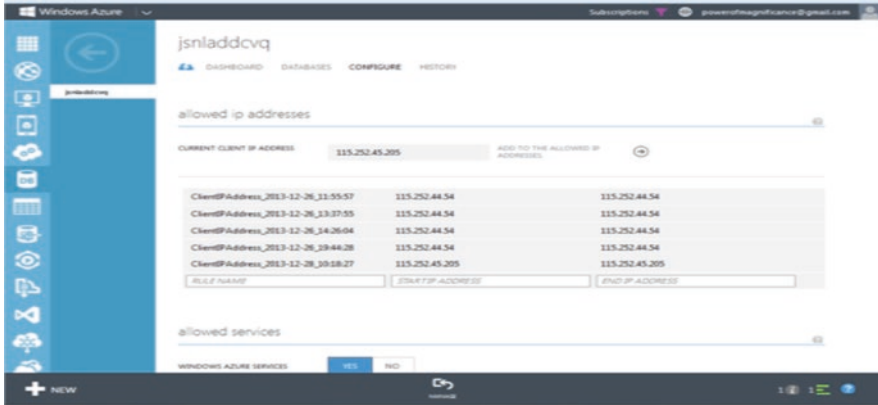 Windows Azure
Subscriptions powerofmagnificance@gmail.com
jsnladdcvq
DASHBOARD DATABASES CONFIGURE HISTORY
jsnladdcvq
allowed ip addresses
CURRENT CLIENT IP ADDRESS 115.252.45.205 ADD TO THE ALLOWED IP ADDRESSES
ClientIPAddress_2013-12-26_11:55:57 115.252.44.54 115.252.44.54
ClientIPAddress_2013-12-26_13:37:55 115.252.44.54 115.252.44.54
ClientIPAddress_2013-12-26_14:26:04 115.252.44.54 115.252.44.54
ClientIPAddress_2013-12-26_19:44:28 115.252.44.54 115.252.44.54
ClientIPAddress_2013-12-28_10:18:27 115.252.45.205 115.252.45.205
RULE NAME START IP ADDRESS END IP ADDRESS
allowed services
WINDOWS AZURE SERVICES YES NO
NEW MANAGE 1 1